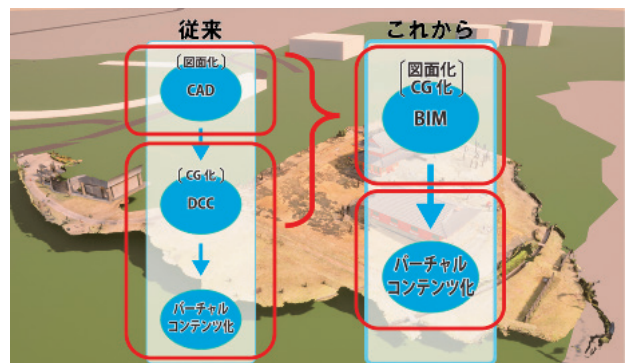 従来
〔図面化〕
CAD
〔CG化〕
DCC
バーチャル
コンテンツ化
これから
〔図面化
CG化〕
BIM
バーチャル
コンテンツ化